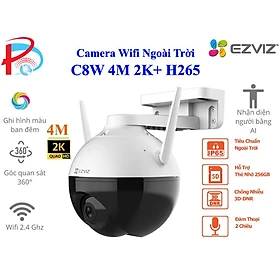 Camera Wifi Ngoài Trời
C8W 4M 2K+ H265
EZVIZ
Ghi hình màu
ban đêm
4M
2K
QUAD HD
360°
Góc quan sát
360°
Wifi 2.4 Ghz
EZVIZ
Nhận diện
người bằng
AI
IP65
Tiêu Chuẩn
Ngoài Trời
SD
Hỗ Trợ
Thẻ Nhớ 256GB
Chống Nhiễu
3D-DNR
Đàm Thoại
2 Chiều